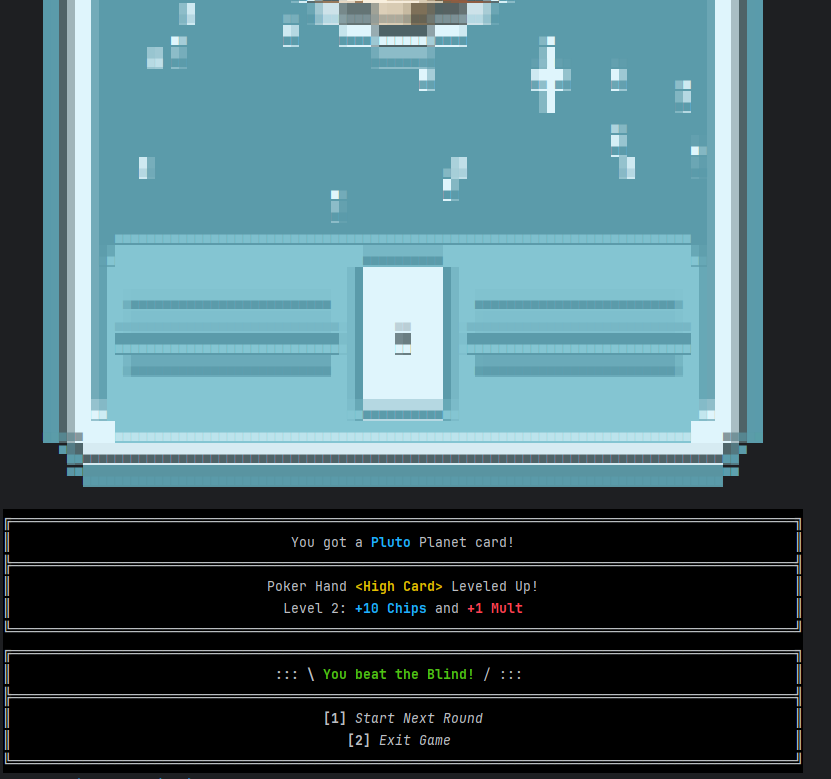 You got a Pluto Planet card!
Poker Hand <High Card> Leveled Up!
Level 2: +10 Chips and +1 Mult
::: \ You beat the Blind! / :::
[1] Start Next Round
[2] Exit Game